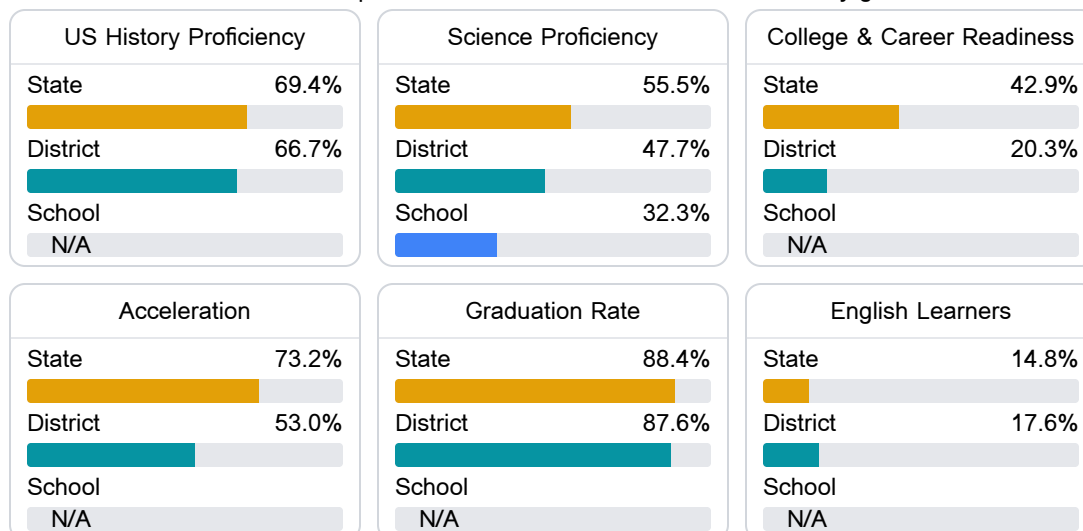 US History Proficiency
State 69.4%
District 66.7%
School
N/A
Science Proficiency
State 55.5%
District 47.7%
School 32.3%
College & Career Readiness
State 42.9%
District 20.3%
School
N/A
Acceleration
State 73.2%
District 53.0%
School
N/A
Graduation Rate
State 88.4%
District 87.6%
School
N/A
English Learners
State 14.8%
District 17.6%
School
N/A